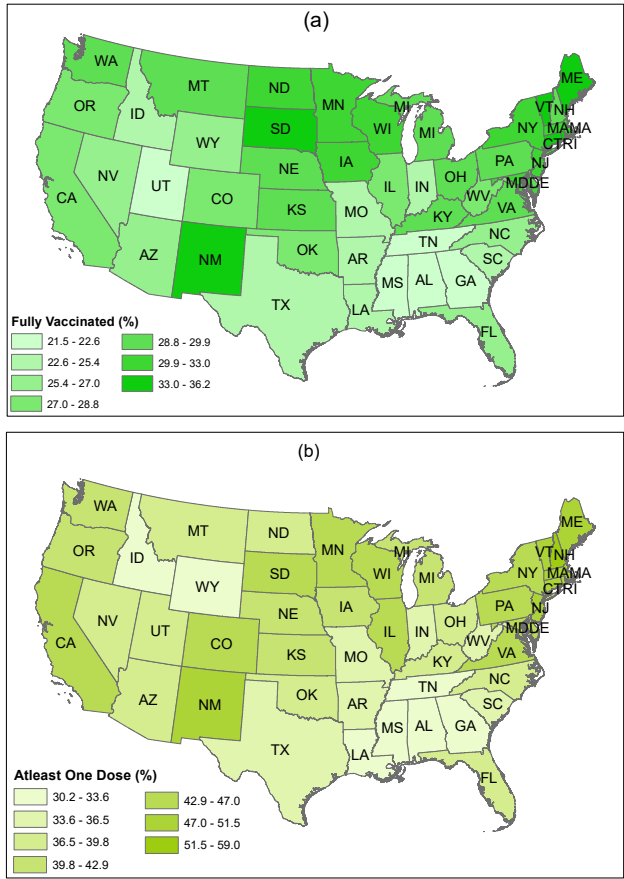 (a)
WA
MT
ND
MN
MI
ME
OR
ID
SD
WI
MI
VT
NH
NY
MA
MA
WY
CT
RI
IA
NE
PA
NJ
NV
UT
IL
IN
OH
MD
DE
CA
CO
KS
MO
WV
VA
KY
AZ
NM
OK
AR
TN
NC
SC
MS
AL
GA
TX
LA
FL
Fully Vaccinated (%)
21.5 - 22.6
22.6 - 25.4
25.4 - 27.0
27.0 - 28.8
28.8 - 29.9
29.9 - 33.0
33.0 - 36.2
(b)
WA
MT
ND
MN
MI
ME
OR
ID
SD
WI
MI
VT
NH
NY
MA
MA
WY
CT
RI
IA
NE
PA
NJ
NV
UT
IL
IN
OH
MD
DE
CA
CO
KS
MO
WV
VA
KY
AZ
NM
OK
AR
TN
NC
SC
MS
AL
GA
TX
LA
FL
Atleast One Dose (%)
30.2 - 33.6
33.6 - 36.5
36.5 - 39.8
39.8 - 42.9
42.9 - 47.0
47.0 - 51.5
51.5 - 59.0